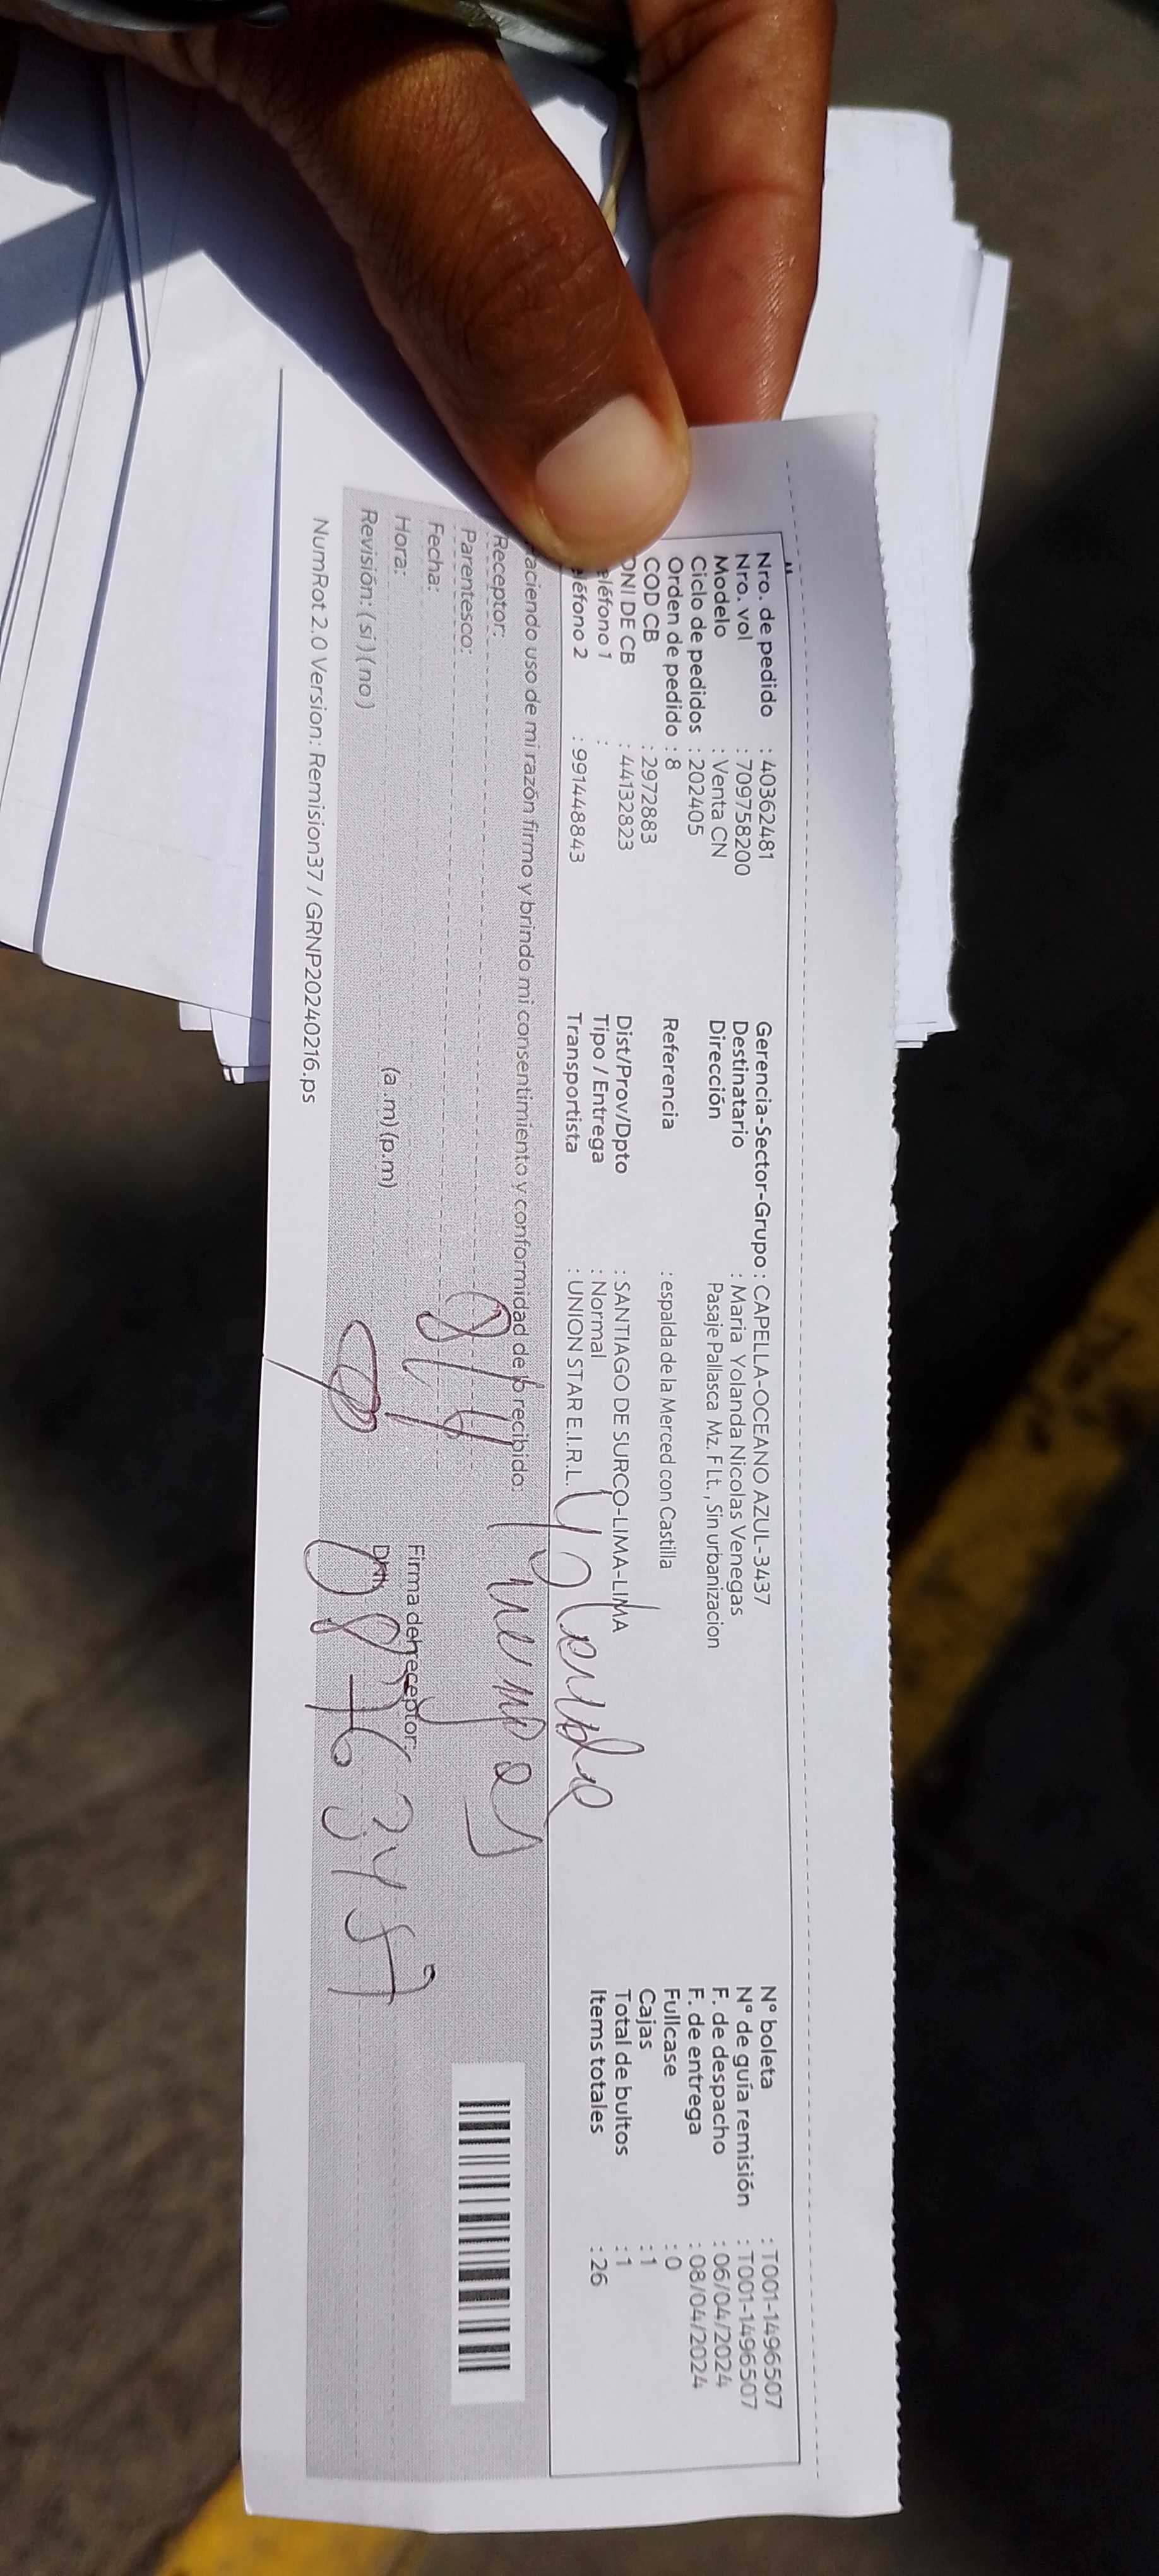 Nro. de pedido : 40362481
Nro. vol : 709758200
Modelo : Venta CN
Ciclo de pedidos : 202405
Orden de pedido : 8
COD CB : 2972883
DNI DE CB : 44132823
eléfono 1 :
eléfono 2 : 991448843
Gerencia-Sector-Grupo : CAPELLA-OCEANO AZUL-3437
Destinatario : Maria Yolanda Nicolas Venegas
Dirección Pasaje Pallasca Mz. F Lt. , Sin urbanizacion
Referencia : espalda de la Merced con Castilla
Dist/Prov/Dpto : SANTIAGO DE SURCO-LIMA-LIMA
Tipo / Entrega : Normal
Transportista : UNION STAR E.I.R.L.
N° boleta : T001-1496507
N° de guía remisión : T001-1496507
F. de despacho : 06/04/2024
F. de entrega : 08/04/2024
Fullcase : 0
Cajas : 1
Total de bultos : 1
Items totales : 26
aciendo uso de mi razón firmo y brindo mi consentimiento y conformidad de lo recibido:
Receptor:
Parentesco:
Fecha:
Hora: (a.m) (p.m)
Revisión: ( si ) ( no )
8/4
Firma del receptor:
DNI:
NumRot 2.0 Version: Remision37 / GRNP20240216.ps